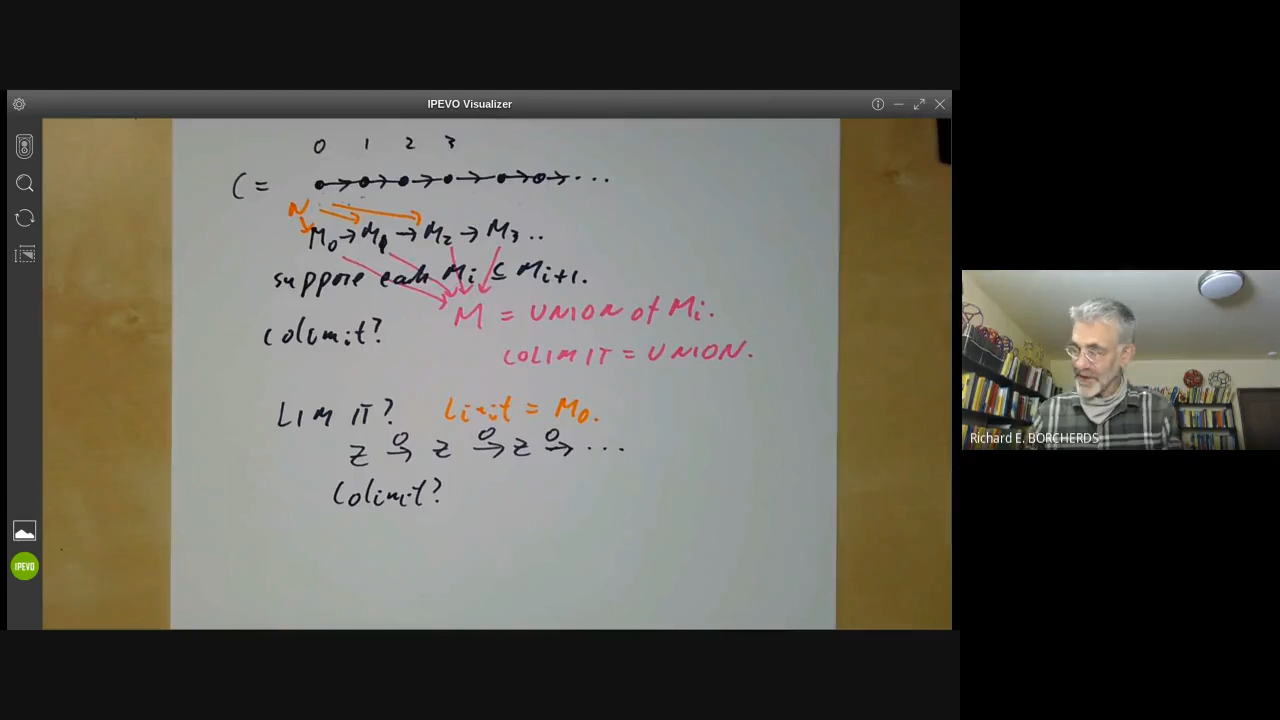 IPEVO Visualizer
0 1 2 3
C = ...
N
M₀ → M₁ → M₂ → M₃ ..
suppose each Mᵢ ⊆ Mᵢ₊₁.
M = UNION of Mᵢ.
colimit?
COLIMIT = UNION.
LIMIT? Limit = M₀.
Z →⁰ Z →⁰ Z →⁰ ...
Colimit?
Richard E. BORCHERDS
IPEVO